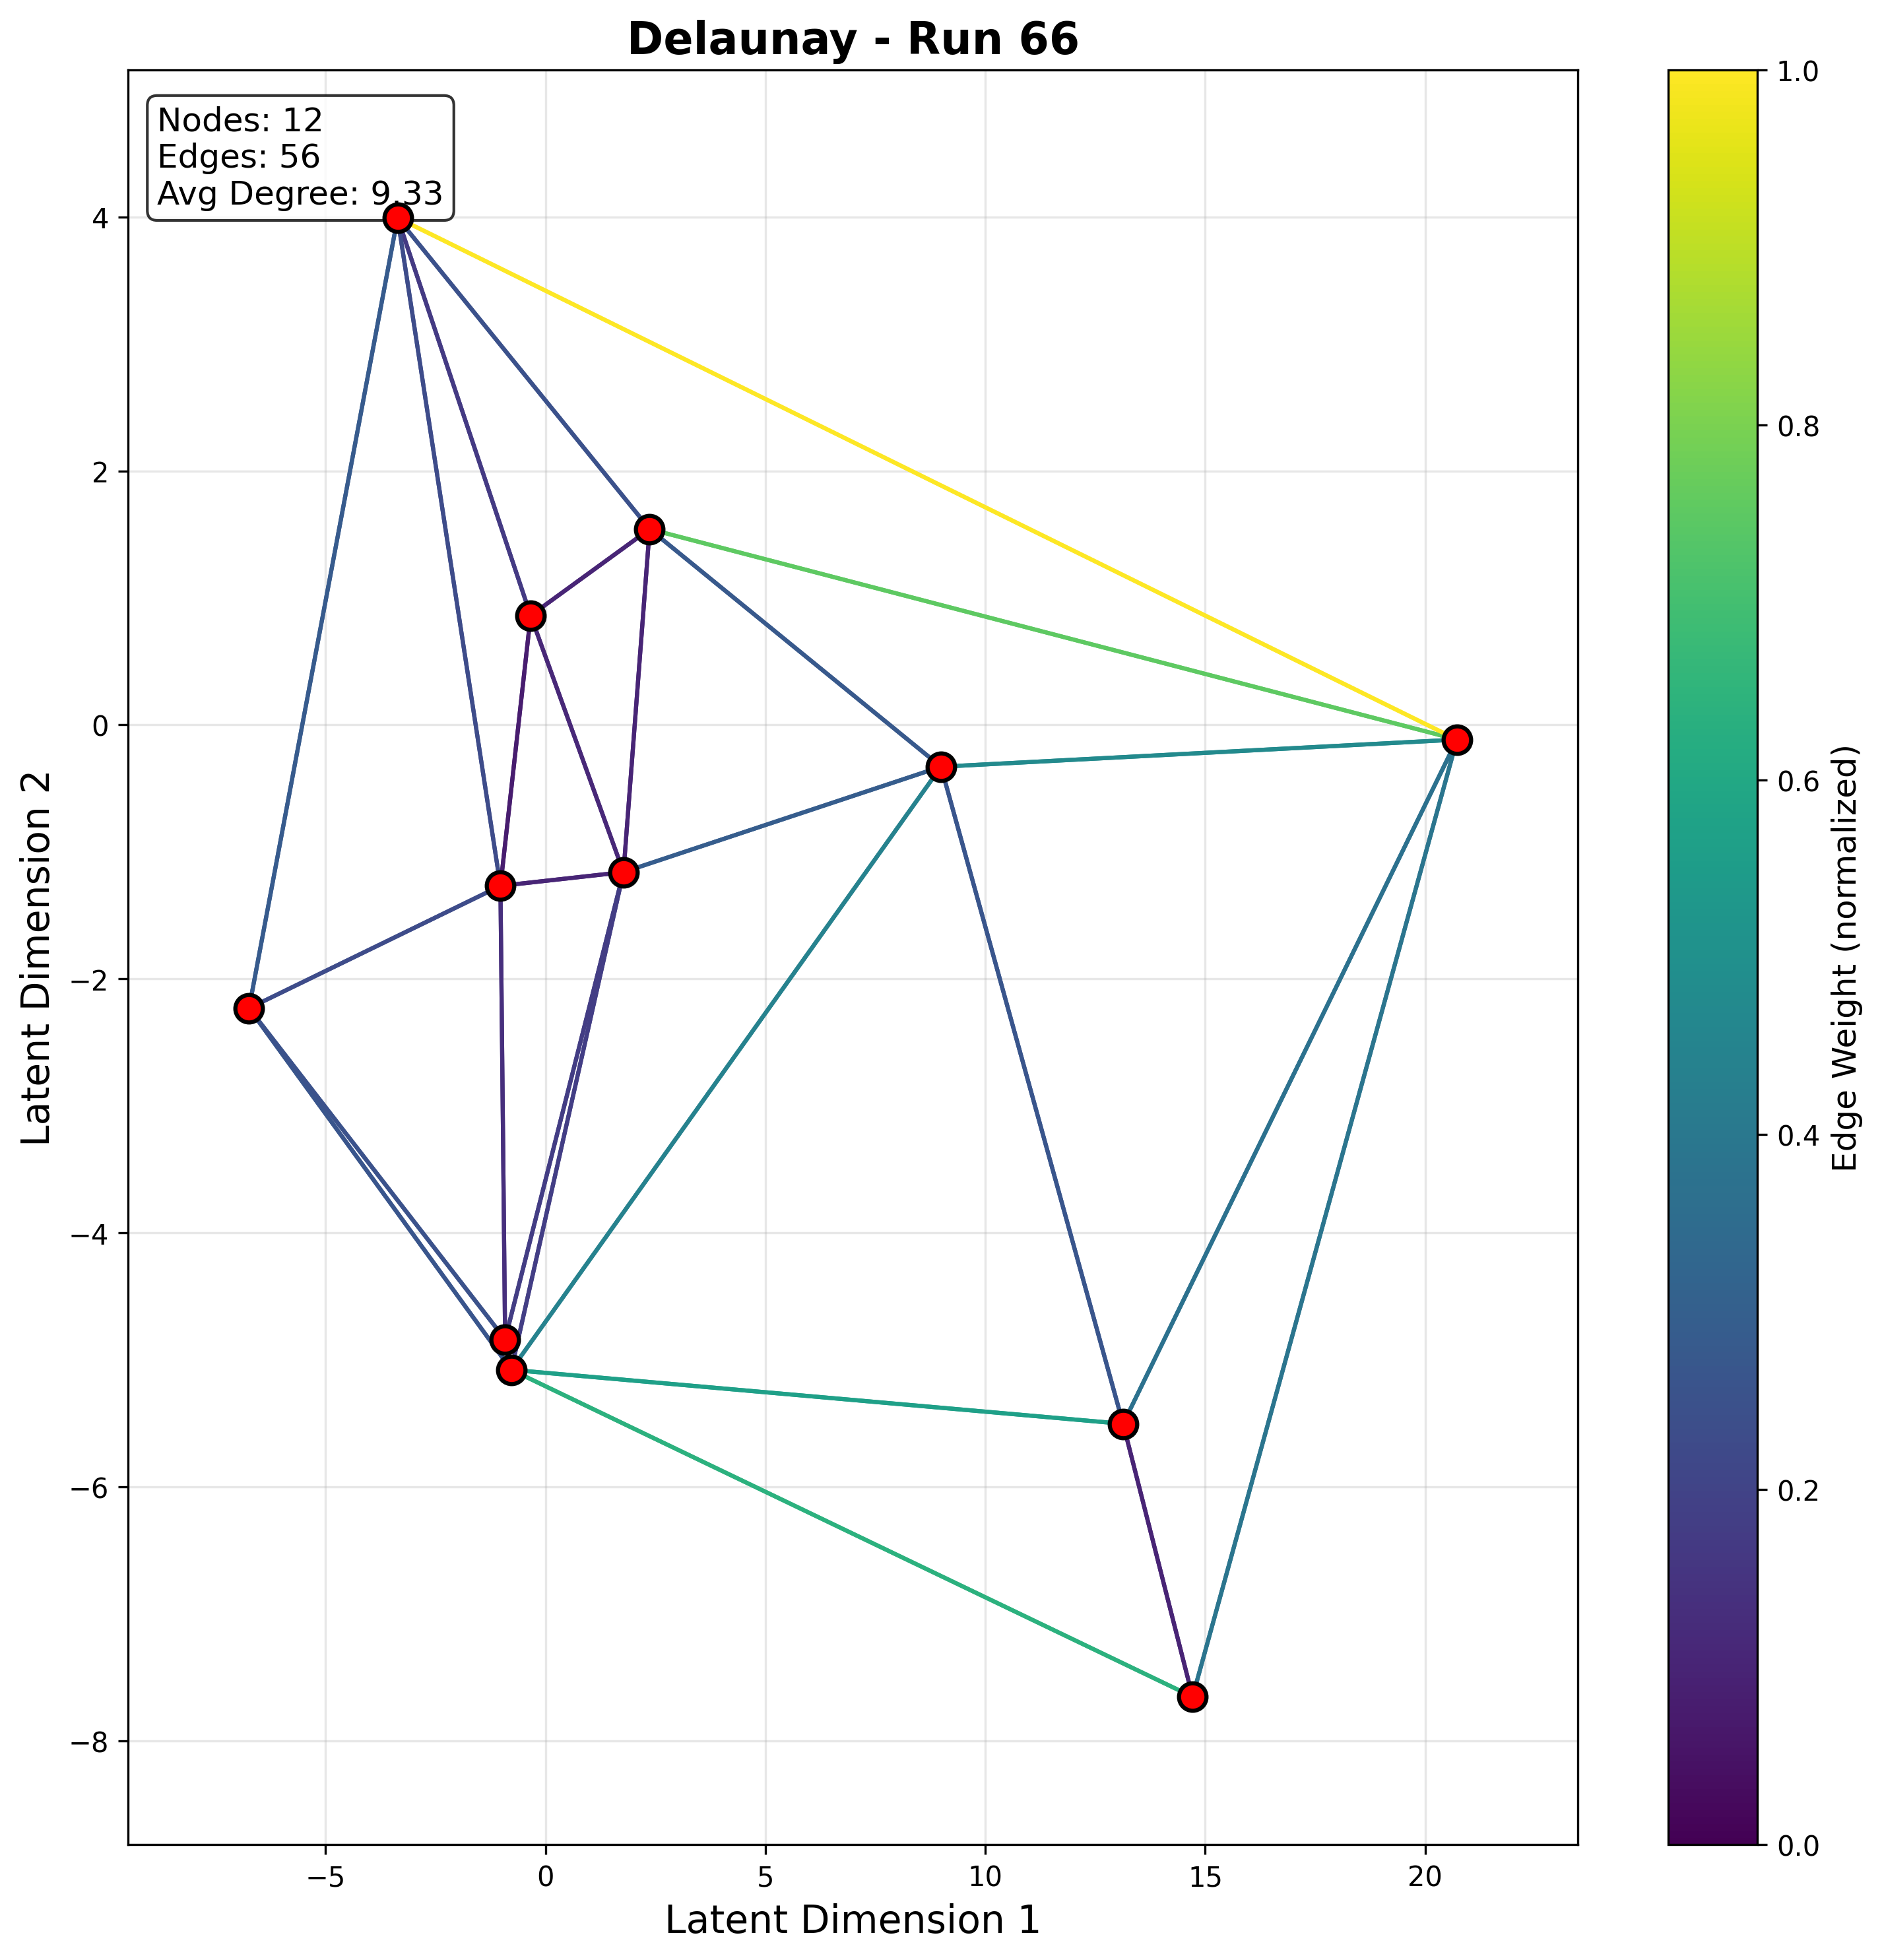 Delaunay - Run 66
Nodes: 12
Edges: 56
Avg Degree: 9.33
4
2
0
−2
−4
−6
−8
Latent Dimension 2
−5
0
5
10
15
20
Latent Dimension 1
1.0
0.8
0.6
0.4
0.2
0.0
Edge Weight (normalized)